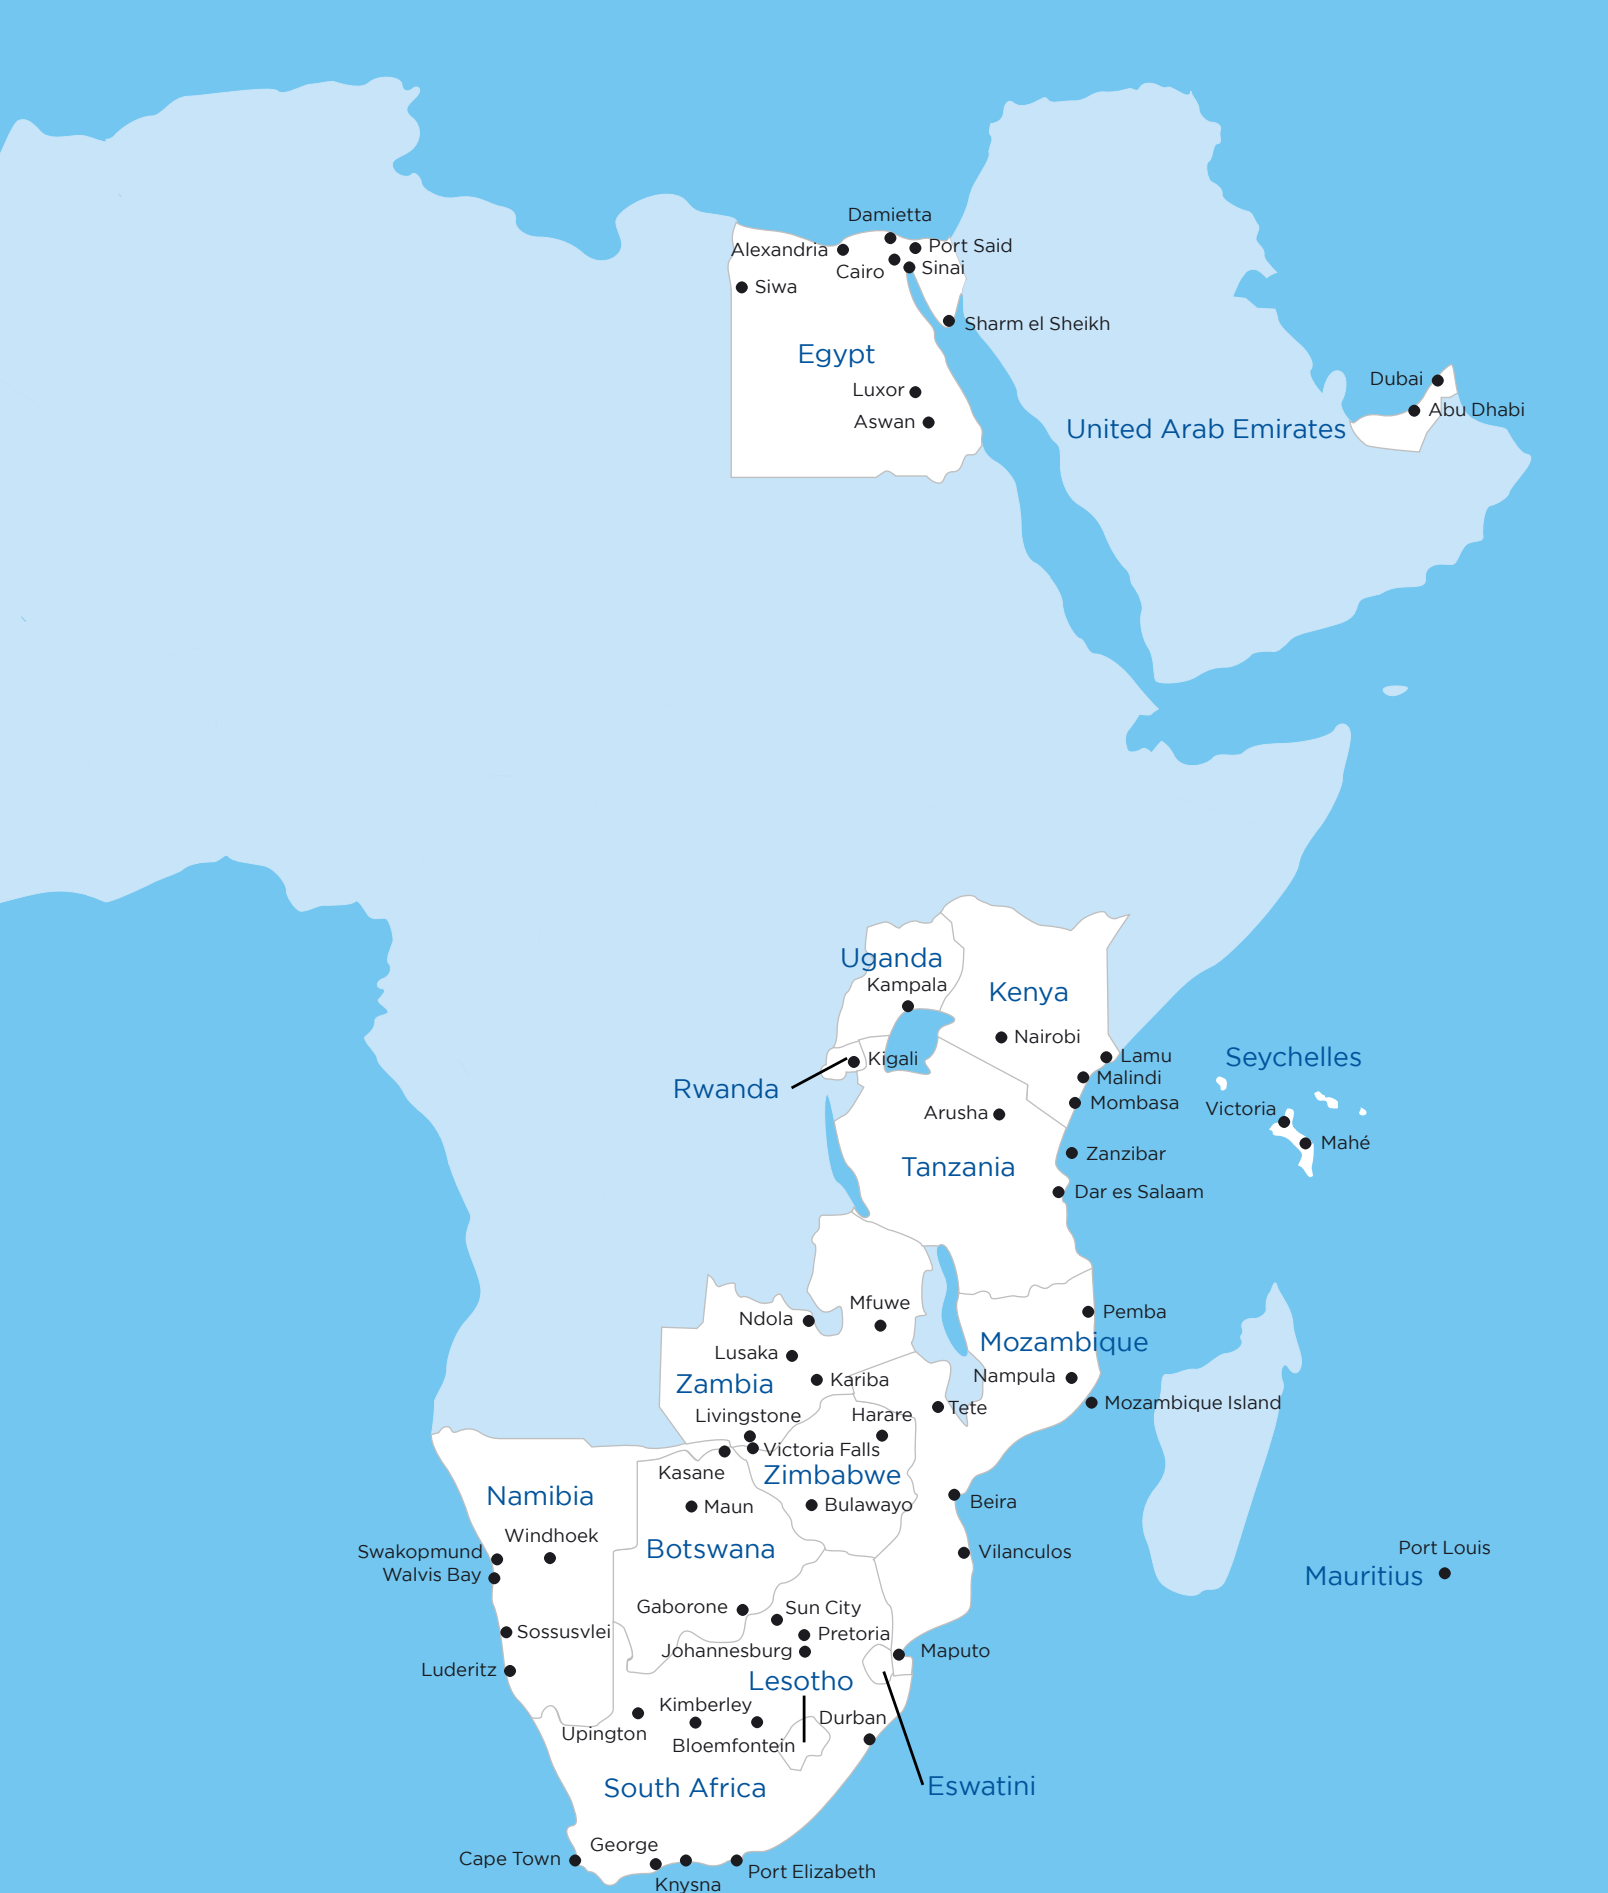 Damietta
Alexandria
Port Said
Cairo
Sinai
Siwa
Sharm el Sheikh
Egypt
Dubai
Luxor
Abu Dhabi
Aswan
United Arab Emirates
Uganda
Kampala
Kenya
Nairobi
Kigali
Lamu
Seychelles
Malindi
Rwanda
Mombasa
Victoria
Arusha
Mahé
Zanzibar
Tanzania
Dar es Salaam
Mfuwe
Pemba
Ndola
Mozambique
Lusaka
Nampula
Zambia
Kariba
Mozambique Island
Tete
Livingstone
Harare
Victoria Falls
Kasane
Zimbabwe
Namibia
Maun
Bulawayo
Beira
Windhoek
Botswana
Swakopmund
Vilanculos
Port Louis
Walvis Bay
Mauritius
Gaborone
Sun City
Sossusvlei
Pretoria
Johannesburg
Maputo
Luderitz
Lesotho
Kimberley
Durban
Upington
Bloemfontein
South Africa
Eswatini
George
Cape Town
Port Elizabeth
Knysna